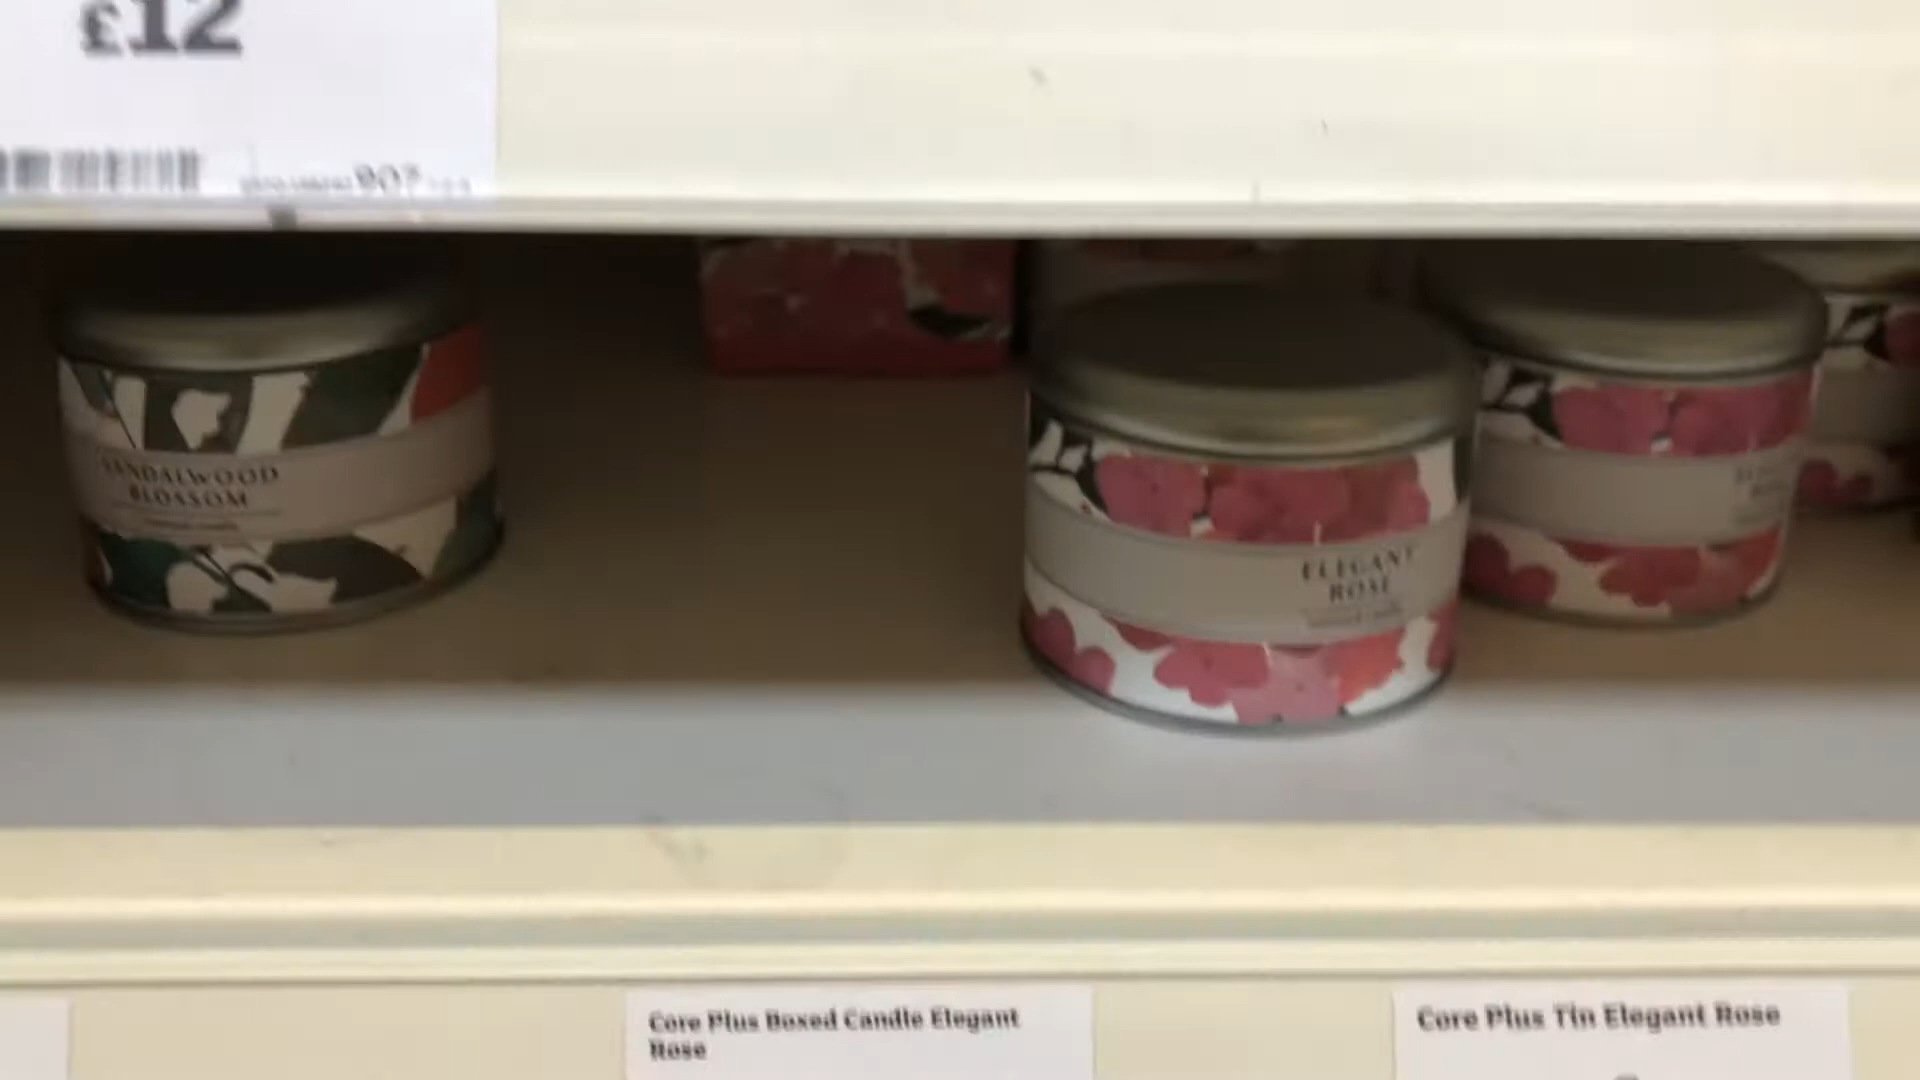 £12
SANDALWOOD
BLOSSOM
ELEGANT
ROSE
Core Plus Boxed Candle Elegant
Rose
Core Plus Tin Elegant Rose